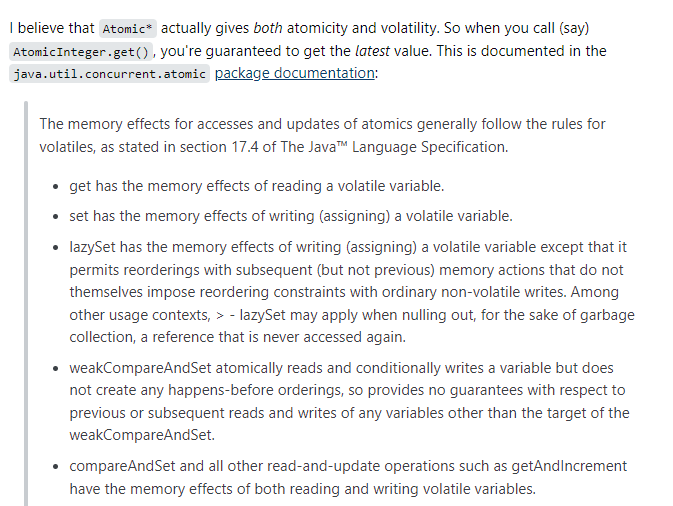 I believe that Atomic* actually gives both atomicity and volatility. So when you call (say)
AtomicInteger.get(), you're guaranteed to get the latest value. This is documented in the
java.util.concurrent.atomic package documentation:
The memory effects for accesses and updates of atomics generally follow the rules for
volatiles, as stated in section 17.4 of The Java™ Language Specification.
• get has the memory effects of reading a volatile variable.
• set has the memory effects of writing (assigning) a volatile variable.
• lazySet has the memory effects of writing (assigning) a volatile variable except that it
permits reorderings with subsequent (but not previous) memory actions that do not
themselves impose reordering constraints with ordinary non-volatile writes. Among
other usage contexts, > - lazySet may apply when nulling out, for the sake of garbage
collection, a reference that is never accessed again.
• weakCompareAndSet atomically reads and conditionally writes a variable but does
not create any happens-before orderings, so provides no guarantees with respect to
previous or subsequent reads and writes of any variables other than the target of the
weakCompareAndSet.
• compareAndSet and all other read-and-update operations such as getAndIncrement
have the memory effects of both reading and writing volatile variables.